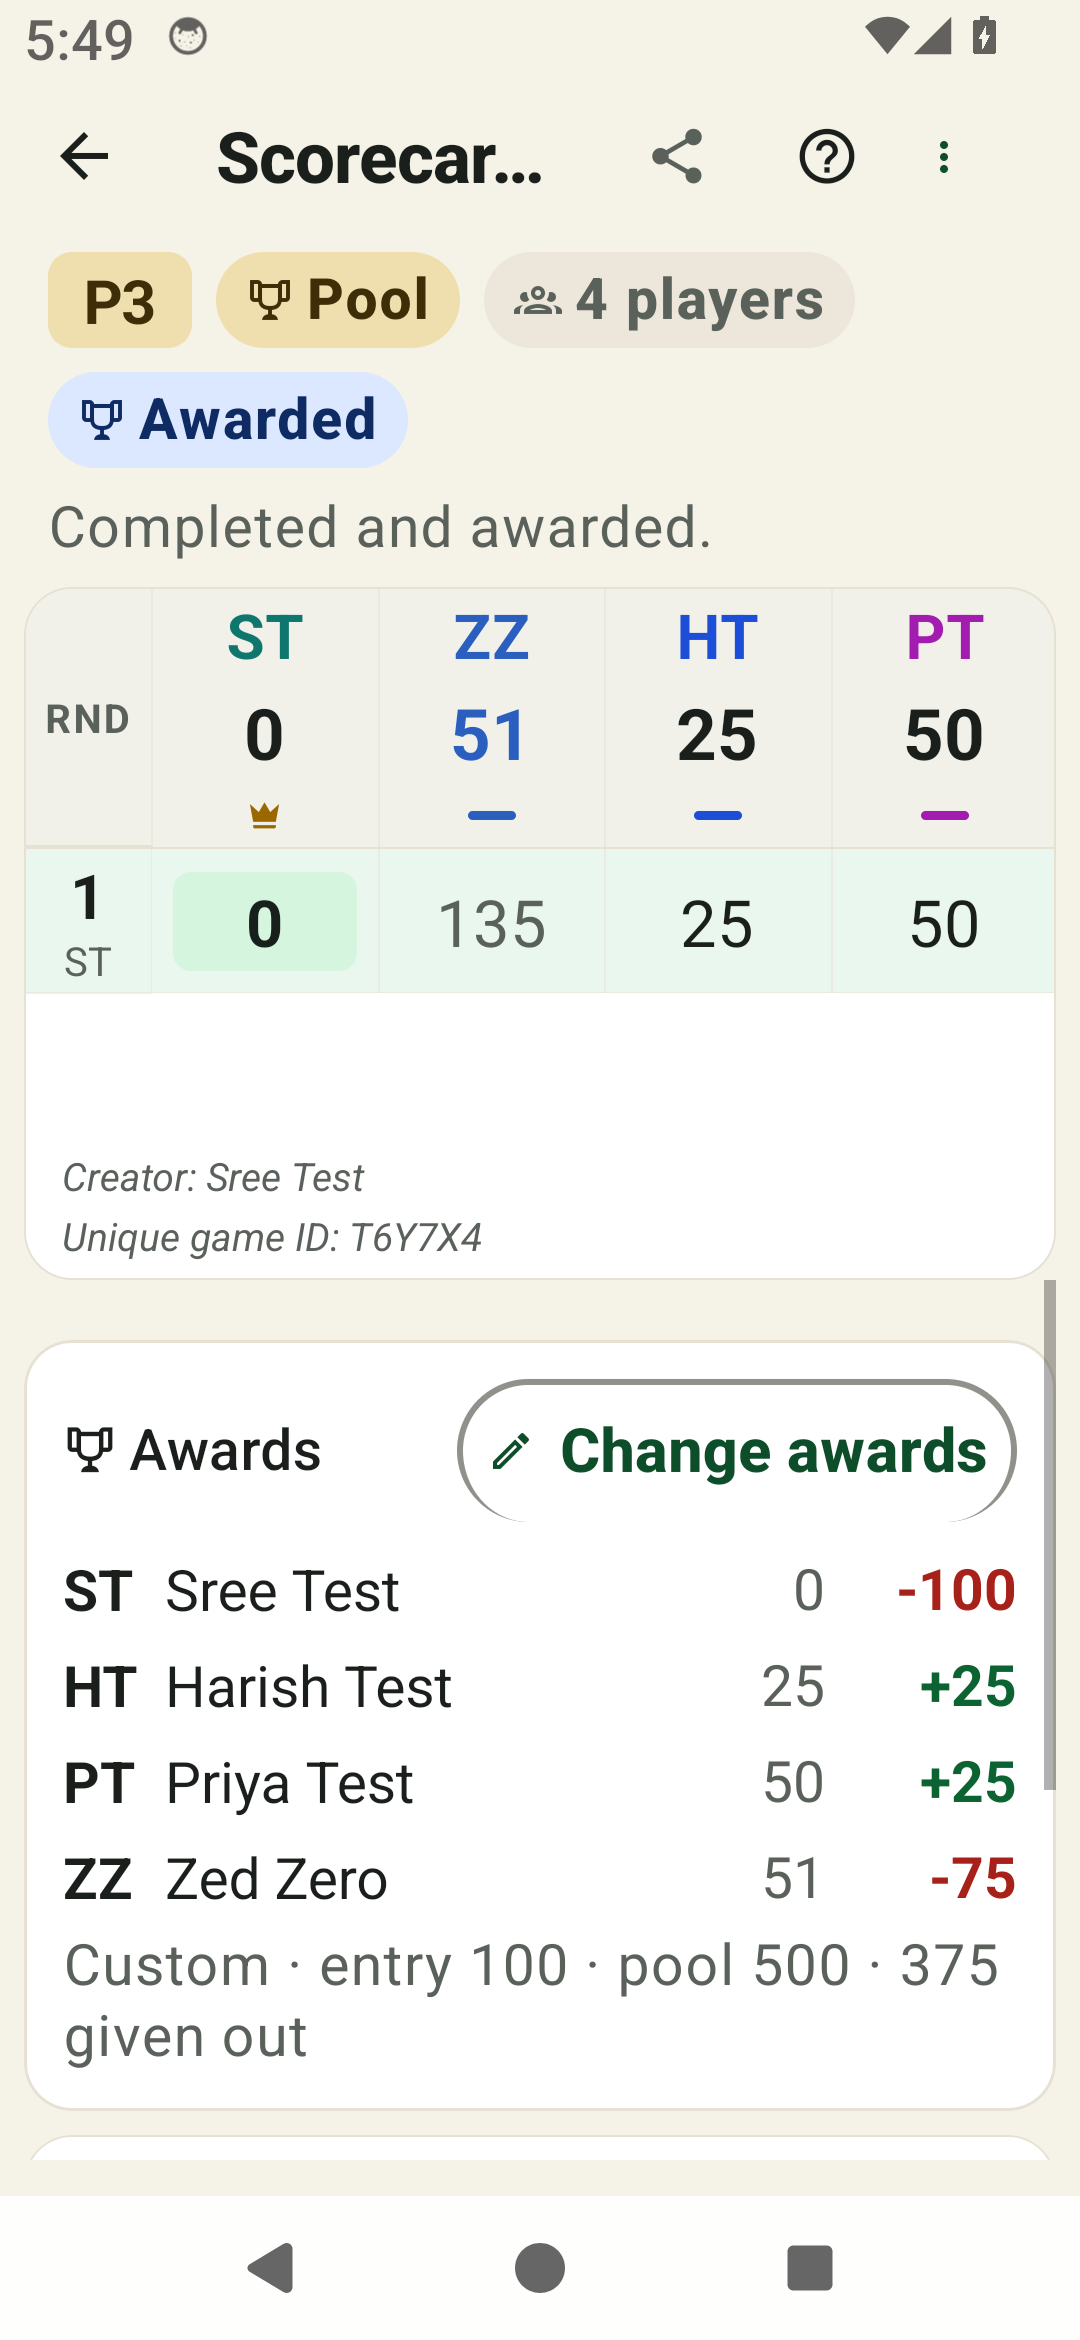 5:49
Scorecar...
P3 Pool 4 players
Awarded
Completed and awarded.
RND ST ZZ HT PT
0 51 25 50
1 0 135 25 50
ST
Creator: Sree Test
Unique game ID: T6Y7X4
Awards Change awards
ST Sree Test 0 -100
HT Harish Test 25 +25
PT Priya Test 50 +25
ZZ Zed Zero 51 -75
Custom · entry 100 · pool 500 · 375
given out